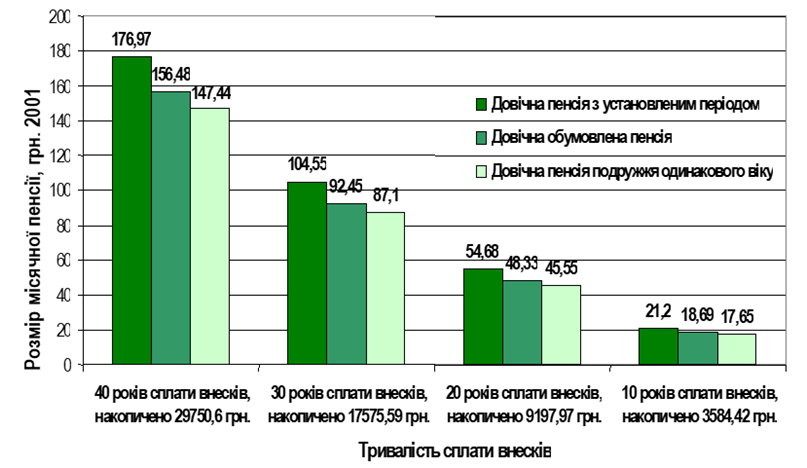 Розмір місячної пенсії, грн. 2001
200
180
160
140
120
100
80
60
40
20
0
176,97
156,48
147,44
104,55
92,45
87,1
54,68
48,33
45,55
21,2
18,69
17,65
Довічна пенсія з установленим періодом
Довічна обумовлена пенсія
Довічна пенсія подружжя одинакового віку
40 років сплати внесків,
накопичено 29750,6 грн.
30 років сплати внесків,
накопичено 17575,59 грн.
20 років сплати внесків,
накопичено 9197,97 грн.
10 років сплати внесків,
накопичено 3584,42 грн.
Тривалість сплати внесків